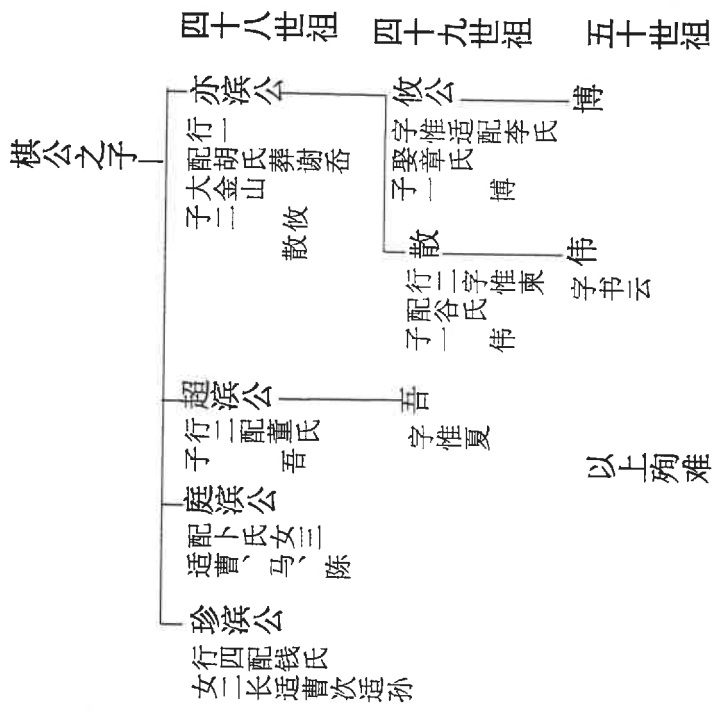 四十八世祖
四十九世祖
五十世祖
棋公之子
亦滨公
行一
配胡氏葬谢岙
大金山
子二
攸
散
攸公
字惟适配李氏
娶章氏
子一 博
博
散
行二字惟柬
配谷氏
子一 伟
伟
字书云
超滨公
行二配董氏
子 吾
吾
字惟夏
庭滨公
配卜氏女三
适曹、马、陈
珍滨公
行四配钱氏
女二长适曹次适孙
以上殉难